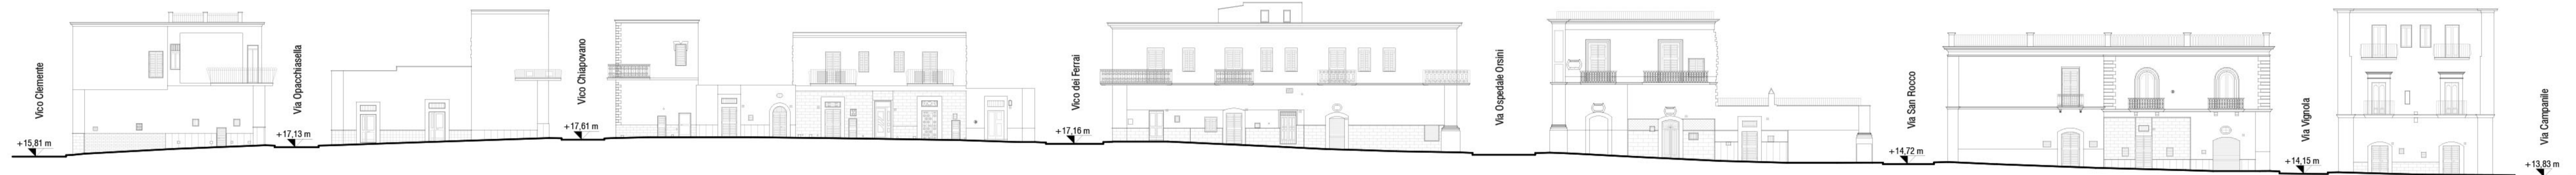 Vico Clemente
+15,81 m
Via Opacchiasella
+17,13 m
Vico Chiapovano
+17,61 m
Vico dei Ferrai
+17,16 m
Via Ospedale Orsini
Via San Rocco
+14,72 m
Via Vignola
+14,15 m
Via Campanile
+13,83 m